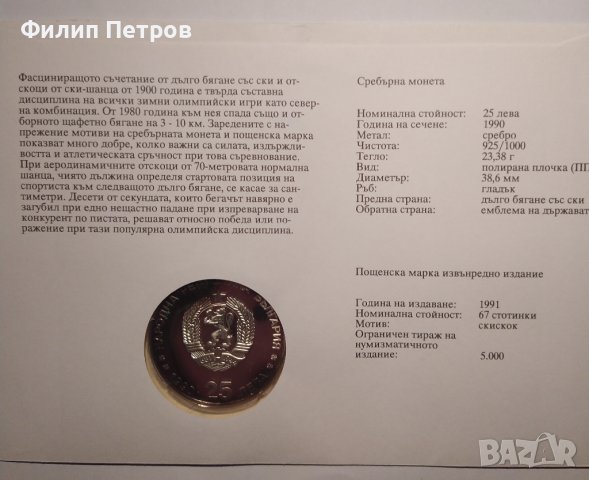 Филип Петров
Фасциниращото съчетание от дълго бягане със ски и от-
скоци от ски-шанца от 1900 година е твърда съставна
дисциплина на всички зимни олимпийски игри като север-
на комбинация. От 1980 година към нея спада също и от-
борното щафетно бягане на 3 - 10 км. Заредените с на-
прежение мотиви на сребърната монета и пощенска марка
показват много добре, колко важни са силата, издържли-
востта и атлетическата сръчност при това съревнование.
При аеродинамичните отскоци от 70-метровата нормална
шанца, чиято дължина определя стартовата позиция на
спортиста към следващото дълго бягане, се касае за сан-
тиметри. Десети от секундата, които бегачът навярно е
загубил при едно нещастно падане при изпреварване на
конкурент по пистата, решават относно победа или по-
ражение при тази популярна олимпийска дисциплина.
Сребърна монета
Номинална стойност: 25 лева
Година на сечене: 1990
Метал: сребро
Чистота: 925/1000
Тегло: 23,38 г
Вид: полирана плочка (ПП
Диаметър: 38,6 мм
Ръб: гладък
Предна страна: дълго бягане със ски
Обратна страна: емблема на държават
Пощенска марка извънредно издание
Година на издаване: 1991
Номинална стойност: 67 стотинки
Мотив: скискок
Ограничен тираж на
нумизматичното
издание: 5.000
НАРОДНА РЕПУБЛИКА БЪЛГАРИЯ
25
BAZAR